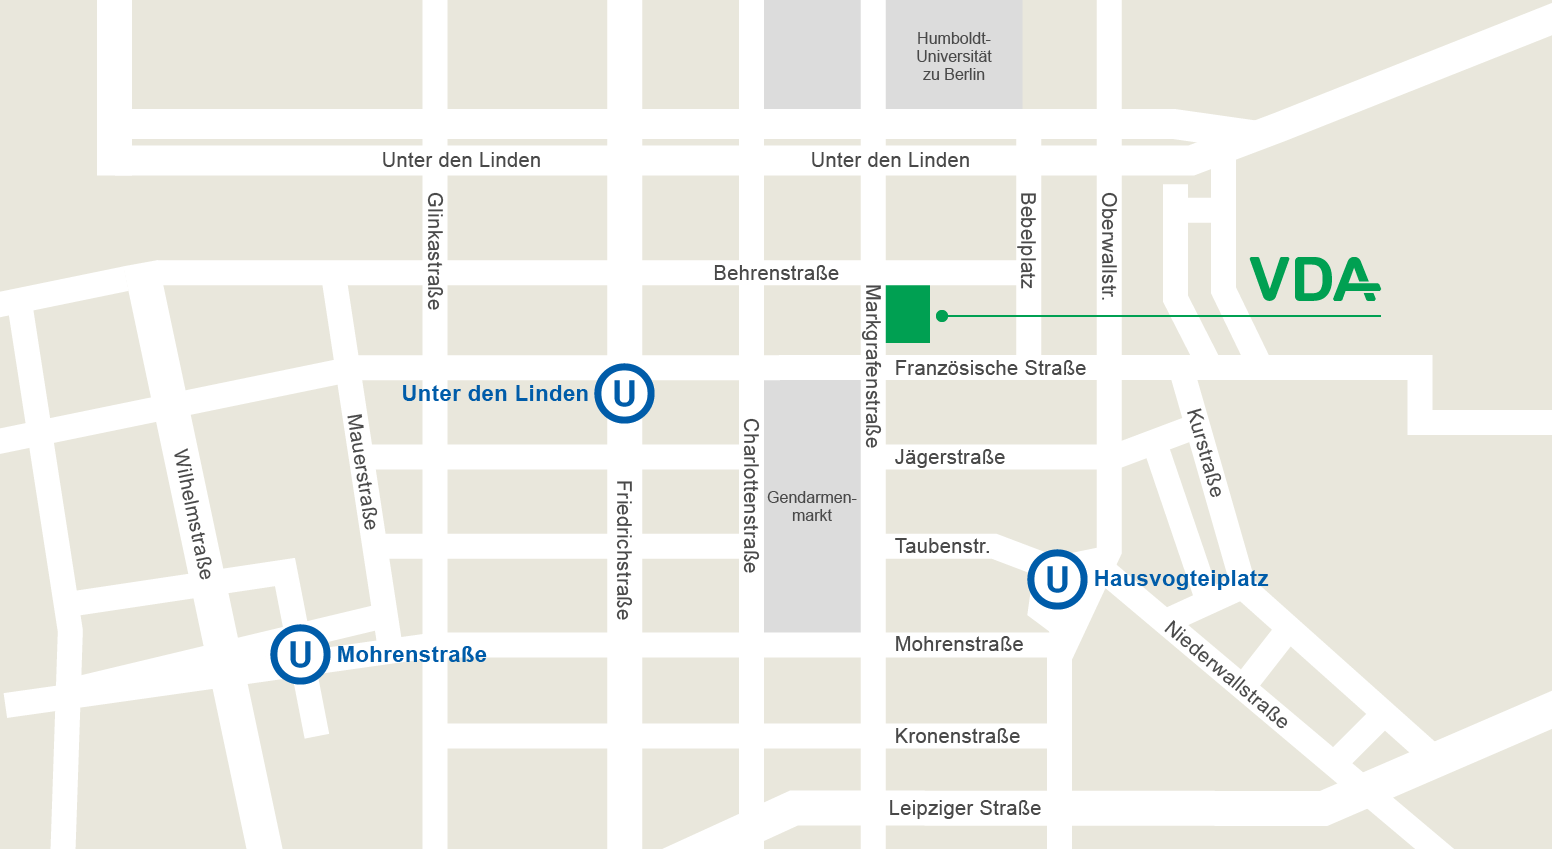 Humboldt-
Universität
zu Berlin
Unter den Linden
Unter den Linden
Glinkastraße
Bebelplatz
Oberwallstr.
Behrenstraße
VDA
Markgrafenstraße
Französische Straße
Unter den Linden
U
Mauerstraße
Charlottenstraße
Kurstraße
Wilhelmstraße
Jägerstraße
Friedrichstraße
Gendarmen-
markt
Taubenstr.
U
Hausvogteiplatz
U
Mohrenstraße
Mohrenstraße
Niederwallstraße
Kronenstraße
Leipziger Straße